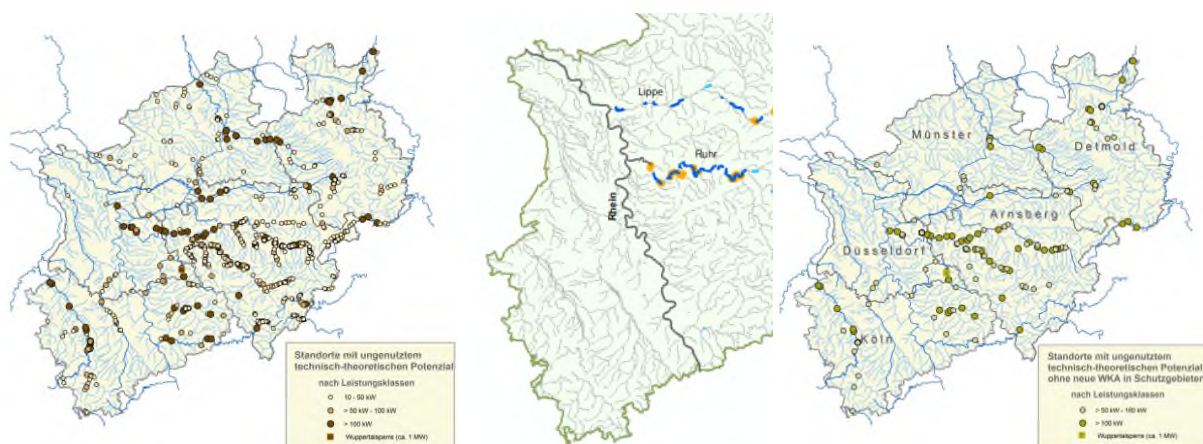 Standorte mit ungenutztem
technisch-theoretischen Potenzial
nach Leistungsklassen
10 - 50 kW
> 50 kW - 100 kW
> 100 kW
Wuppertalsperre (ca. 1 MW)
Lippe
Ruhr
Rhein
Münster
Detmold
Arnsberg
Düsseldorf
Köln
Standorte mit ungenutztem
technisch-theoretischen Potenzial
ohne neue WKA in Schutzgebieten
nach Leistungsklassen
> 50 kW - 100 kW
> 100 kW
Wuppertalsperre (ca. 1 MW)